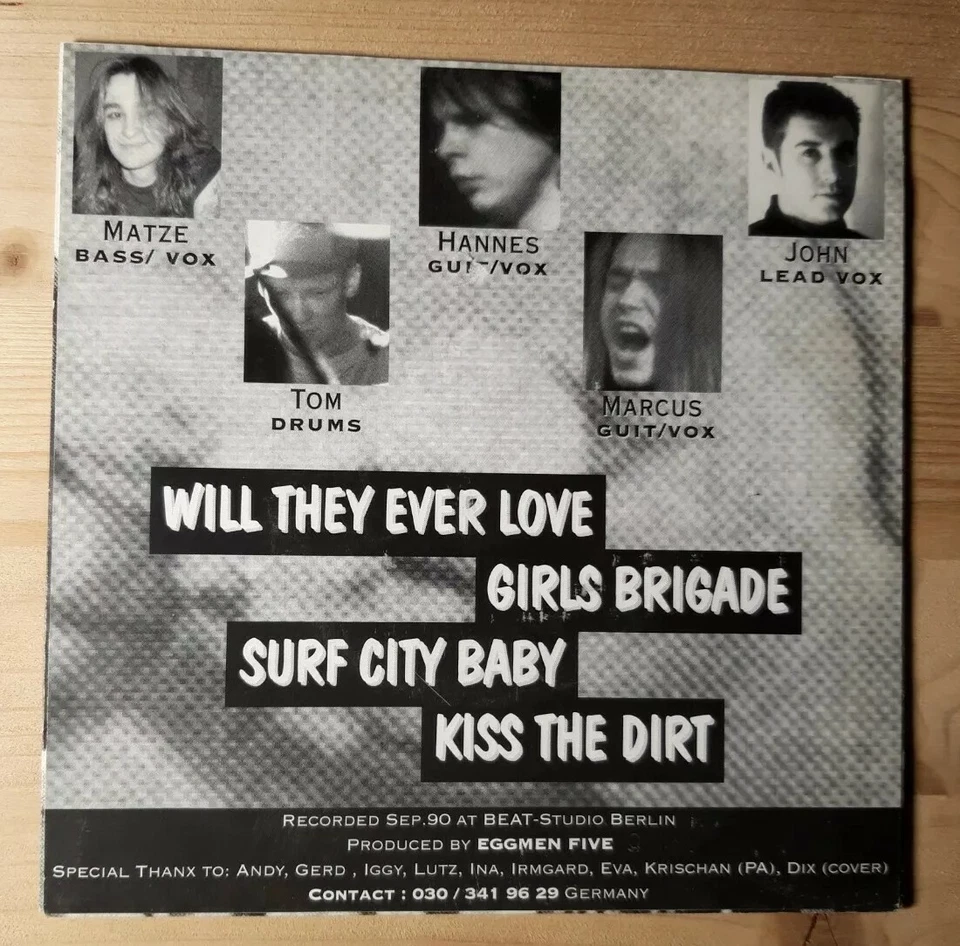 MATZE
BASS/ VOX
HANNES
GUIT/VOX
JOHN
LEAD VOX
TOM
DRUMS
MARCUS
GUIT/VOX
WILL THEY EVER LOVE
GIRLS BRIGADE
SURF CITY BABY
KISS THE DIRT
RECORDED SEP.90 AT BEAT-STUDIO BERLIN
PRODUCED BY EGGMEN FIVE
SPECIAL THANX TO: ANDY, GERD , IGGY, LUTZ, INA, IRMGARD, EVA, KRISCHAN (PA), DIX (COVER)
CONTACT : 030 / 341 96 29 GERMANY